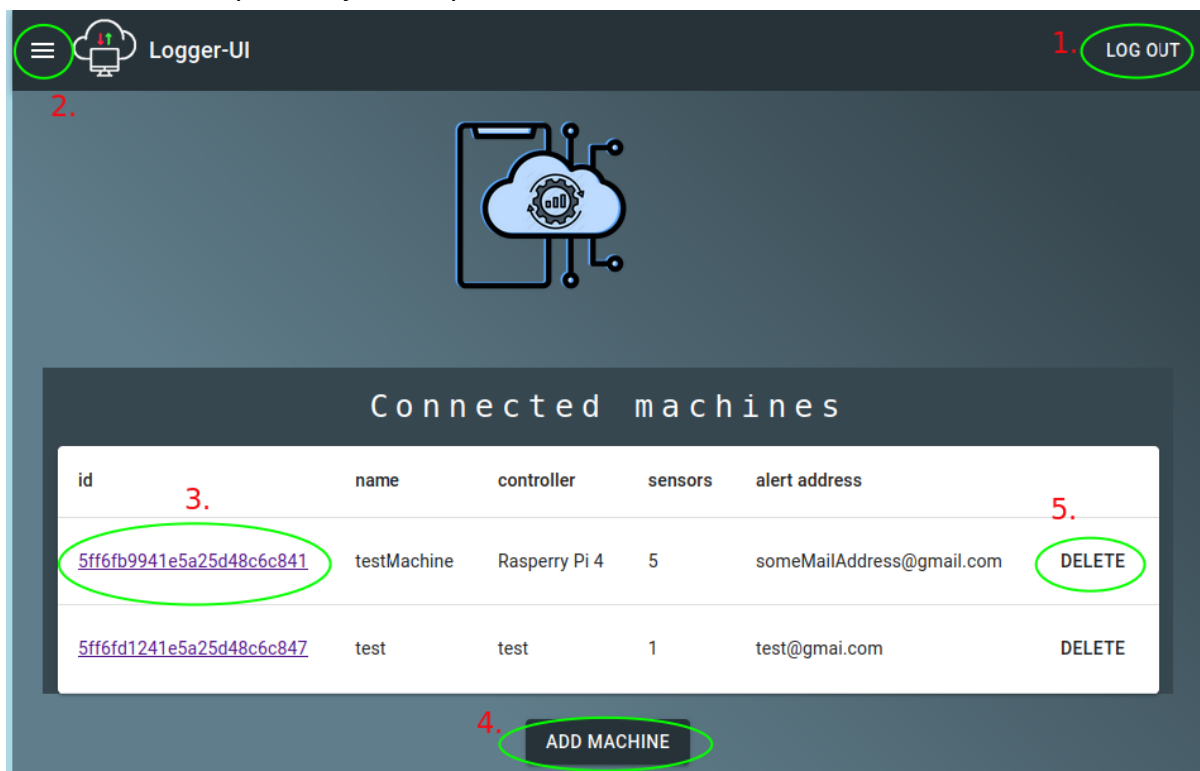 Logger-UI
1.
LOG OUT
2.
Connected machines
id name controller sensors alert address
3.
5.
5ff6fb9941e5a25d48c6c841 testMachine Rasperry Pi 4 5 someMailAddress@gmail.com DELETE
5ff6fd1241e5a25d48c6c847 test test 1 test@gmai.com DELETE
4.
ADD MACHINE